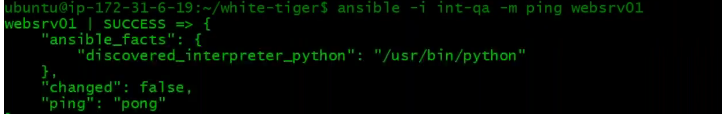 ubuntu@ip-172-31-6-19:~/white-tiger$ ansible -i int-qa -m ping websrv01
websrv01 | SUCCESS => {
    "ansible_facts": {
        "discovered_interpreter_python": "/usr/bin/python"
    },
    "changed": false,
    "ping": "pong"